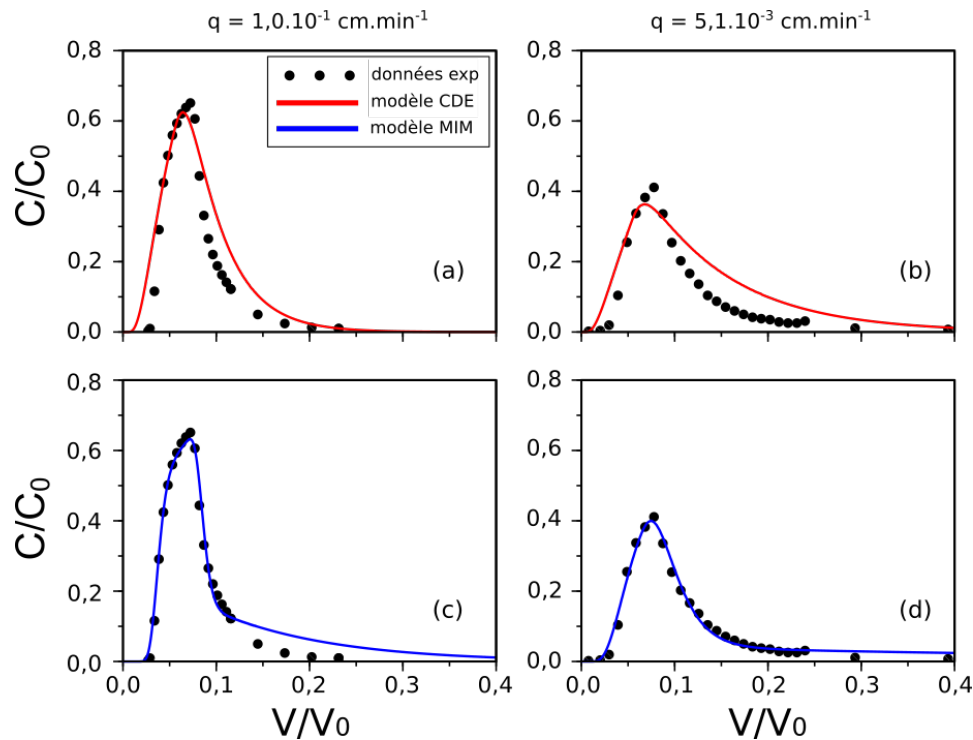 q = 1,0.10⁻¹ cm.min⁻¹
q = 5,1.10⁻³ cm.min⁻¹
0,8
0,6
0,4
0,2
0,0
C/C₀
données exp
modèle CDE
modèle MIM
(a)
0,8
0,6
0,4
0,2
0,0
C/C₀
(b)
0,8
0,6
0,4
0,2
0,0
C/C₀
(c)
0,0
0,1
0,2
0,3
0,4
V/V₀
0,8
0,6
0,4
0,2
0,0
C/C₀
(d)
0,0
0,1
0,2
0,3
0,4
V/V₀